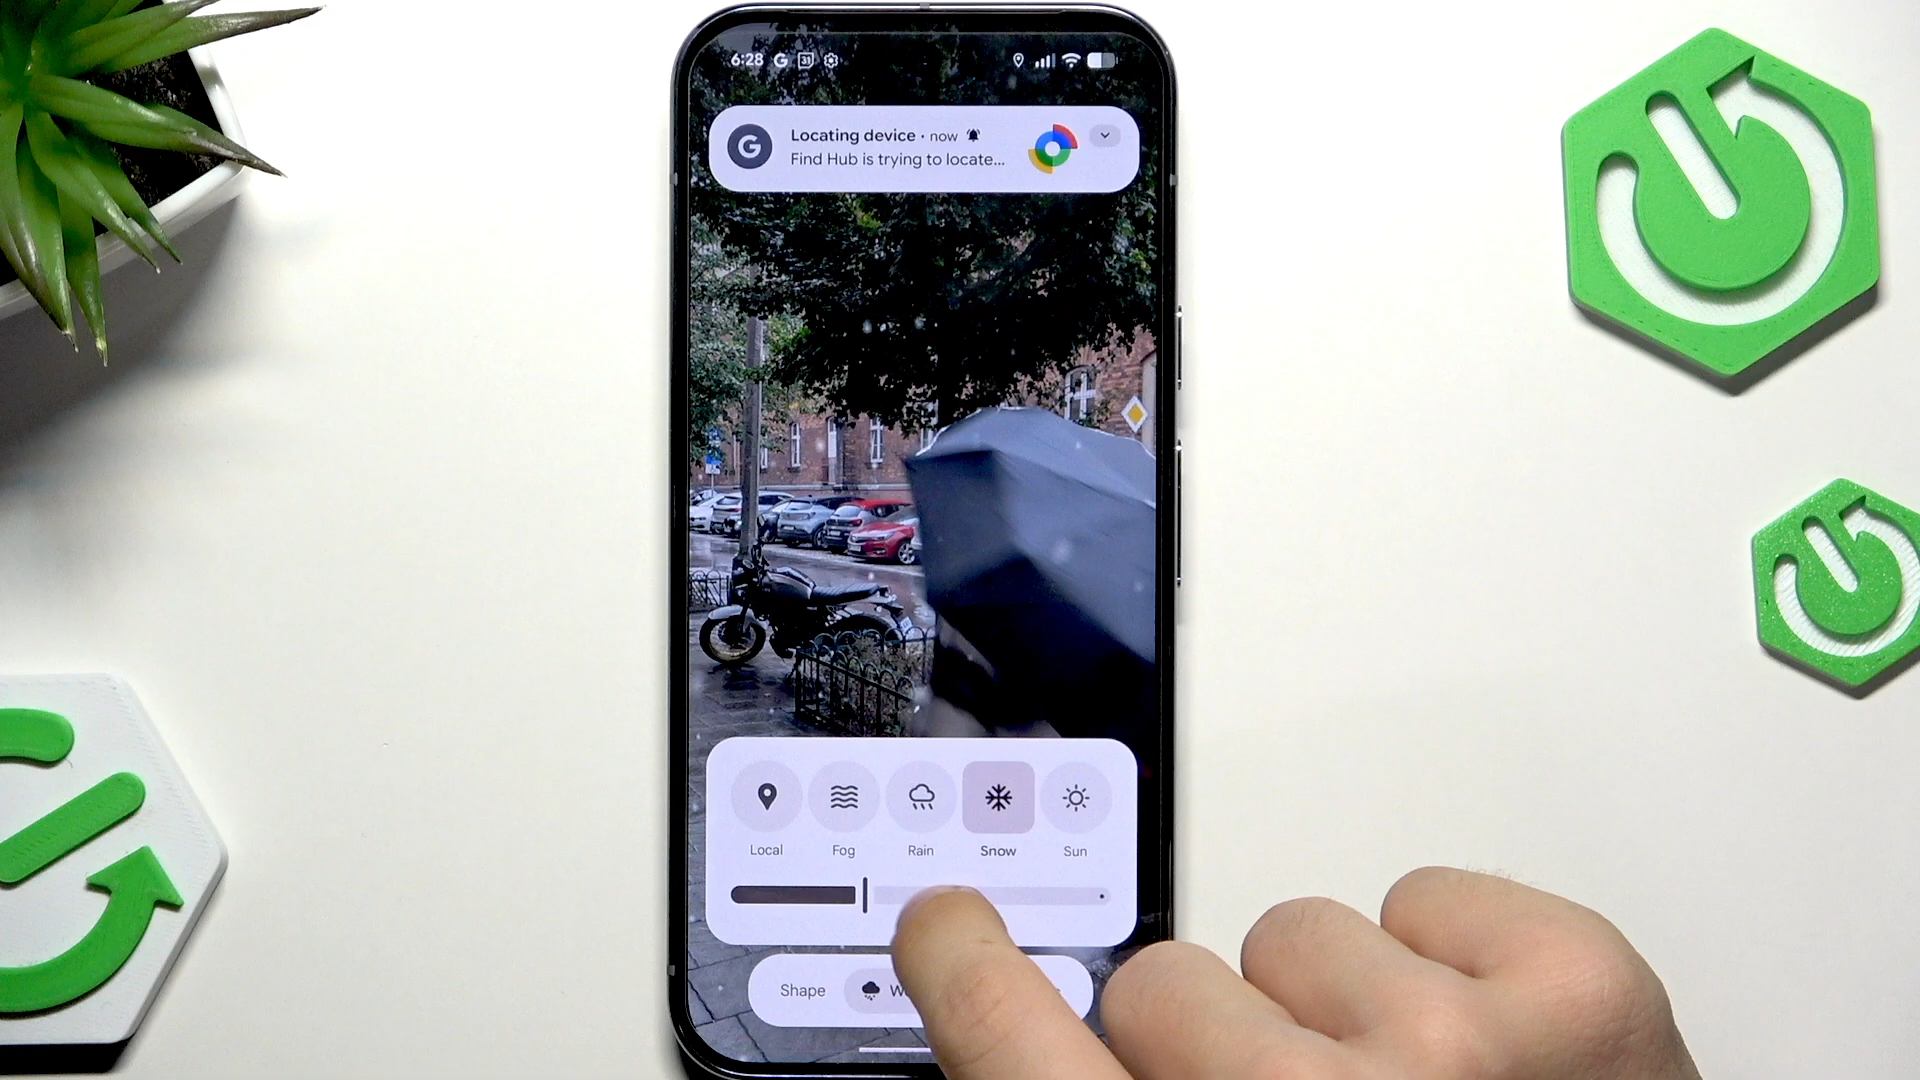 6:28
Locating device • now
Find Hub is trying to locate...
Local
Fog
Rain
Snow
Sun
Shape